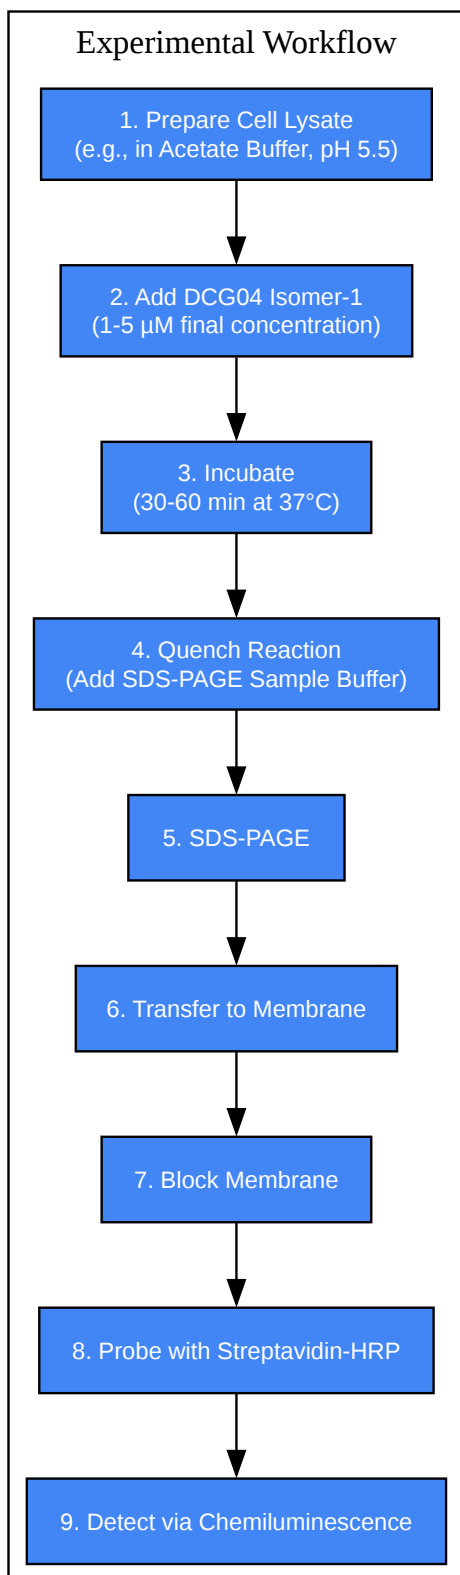 Experimental Workflow
1. Prepare Cell Lysate
(e.g., in Acetate Buffer, pH 5.5)
2. Add DCG04 Isomer-1
(1-5 µM final concentration)
3. Incubate
(30-60 min at 37°C)
4. Quench Reaction
(Add SDS-PAGE Sample Buffer)
5. SDS-PAGE
6. Transfer to Membrane
7. Block Membrane
8. Probe with Streptavidin-HRP
9. Detect via Chemiluminescence